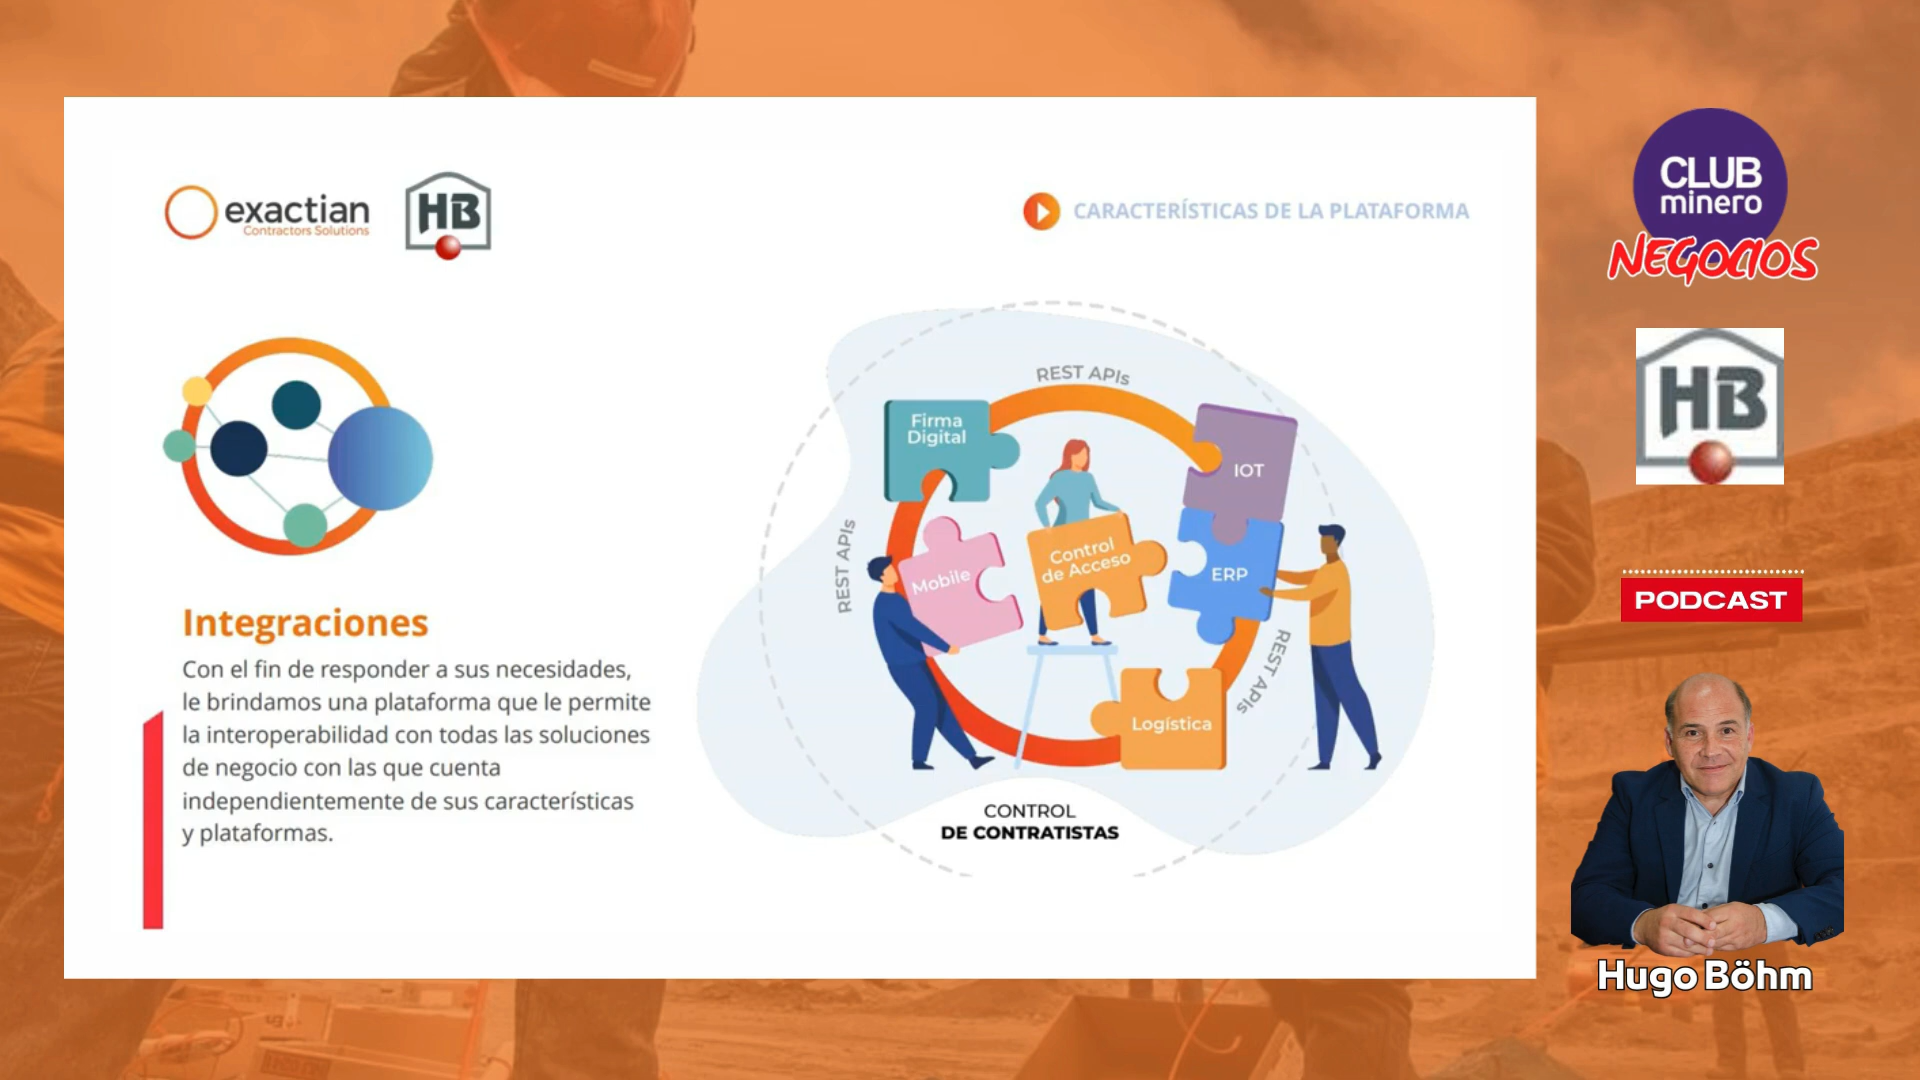 exactian
Contractors Solutions
HB
CARACTERÍSTICAS DE LA PLATAFORMA
Integraciones
Con el fin de responder a sus necesidades,
le brindamos una plataforma que le permite
la interoperabilidad con todas las soluciones
de negocio con las que cuenta
independientemente de sus características
y plataformas.
REST APIs
Firma
Digital
IOT
REST APIs
Mobile
Control
de Acceso
ERP
REST APIs
Logística
CONTROL
DE CONTRATISTAS
CLUB
minero
NEGOCIOS
HB
PODCAST
Hugo Böhm